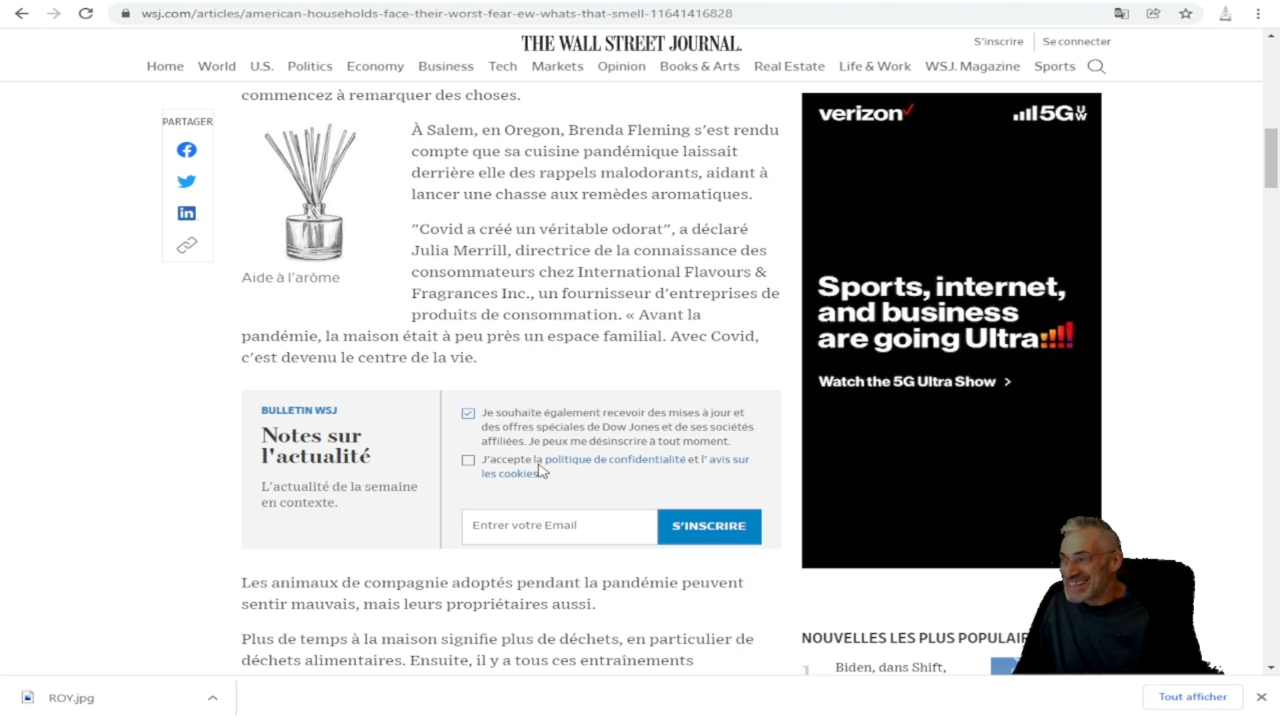 wsj.com/articles/american-households-face-their-worst-fear-ew-whats-that-smell-11641416828
THE WALL STREET JOURNAL.
S'inscrire
Se connecter
Home World U.S. Politics Economy Business Tech Markets Opinion Books & Arts Real Estate Life & Work WSJ. Magazine Sports
commencez à remarquer des choses.
PARTAGER
À Salem, en Oregon, Brenda Fleming s'est rendu
compte que sa cuisine pandémique laissait
derrière elle des rappels malodorants, aidant à
lancer une chasse aux remèdes aromatiques.
Aide à l'arôme
"Covid a créé un véritable odorat", a déclaré
Julia Merrill, directrice de la connaissance des
consommateurs chez International Flavours &
Fragrances Inc., un fournisseur d'entreprises de
produits de consommation. « Avant la
pandémie, la maison était à peu près un espace familial. Avec Covid,
c'est devenu le centre de la vie.
BULLETIN WSJ
Notes sur
l'actualité
L'actualité de la semaine
en contexte.
Je souhaite également recevoir des mises à jour et
des offres spéciales de Dow Jones et de ses sociétés
affiliées. Je peux me désinscrire à tout moment.
J'accepte la politique de confidentialité et l' avis sur
les cookies
Entrer votre Email
S'INSCRIRE
Les animaux de compagnie adoptés pendant la pandémie peuvent
sentir mauvais, mais leurs propriétaires aussi.
Plus de temps à la maison signifie plus de déchets, en particulier de
déchets alimentaires. Ensuite, il y a tous ces entraînements
verizon
5G UW
Sports, internet,
and business
are going Ultra
Watch the 5G Ultra Show >
NOUVELLES LES PLUS POPULAIR
1
Biden, dans Shift,
ROY.jpg
Tout afficher